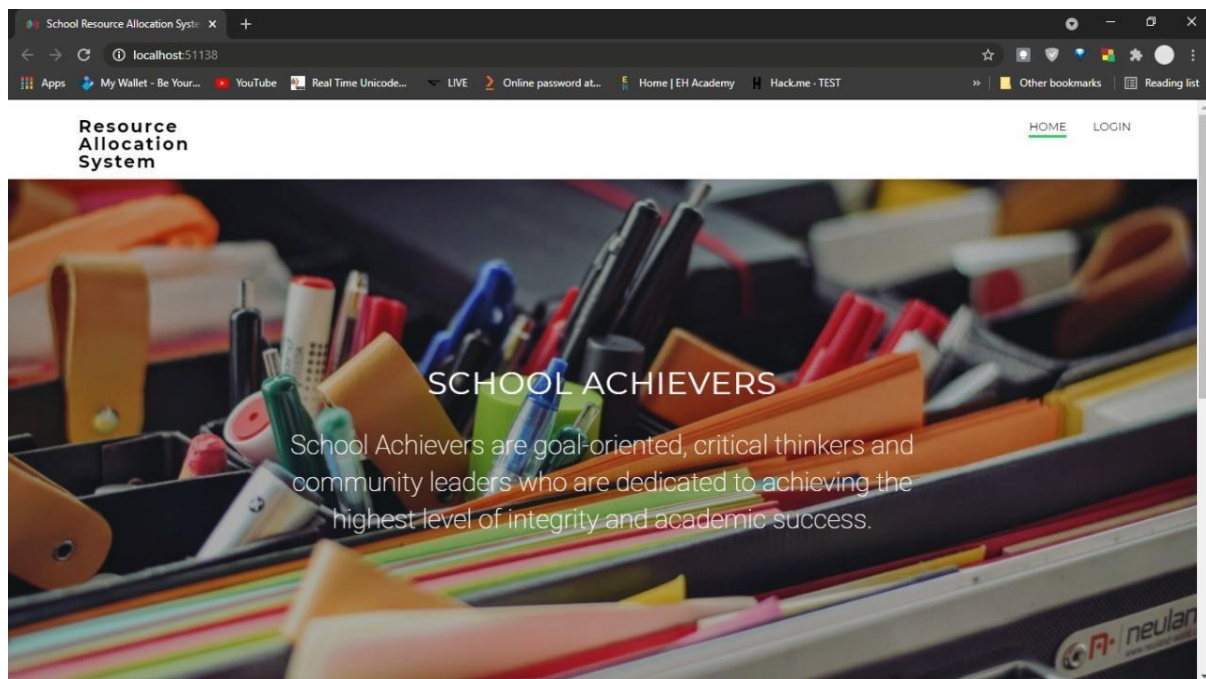 School Resource Allocation Syste
localhost:51138
Apps My Wallet - Be Your... YouTube Real Time Unicode... LIVE Online password at... Home | EH Academy Hack.me · TEST » Other bookmarks Reading list
Resource
Allocation
System
HOME LOGIN
SCHOOL ACHIEVERS
School Achievers are goal-oriented, critical thinkers and
community leaders who are dedicated to achieving the
highest level of integrity and academic success.
neulan